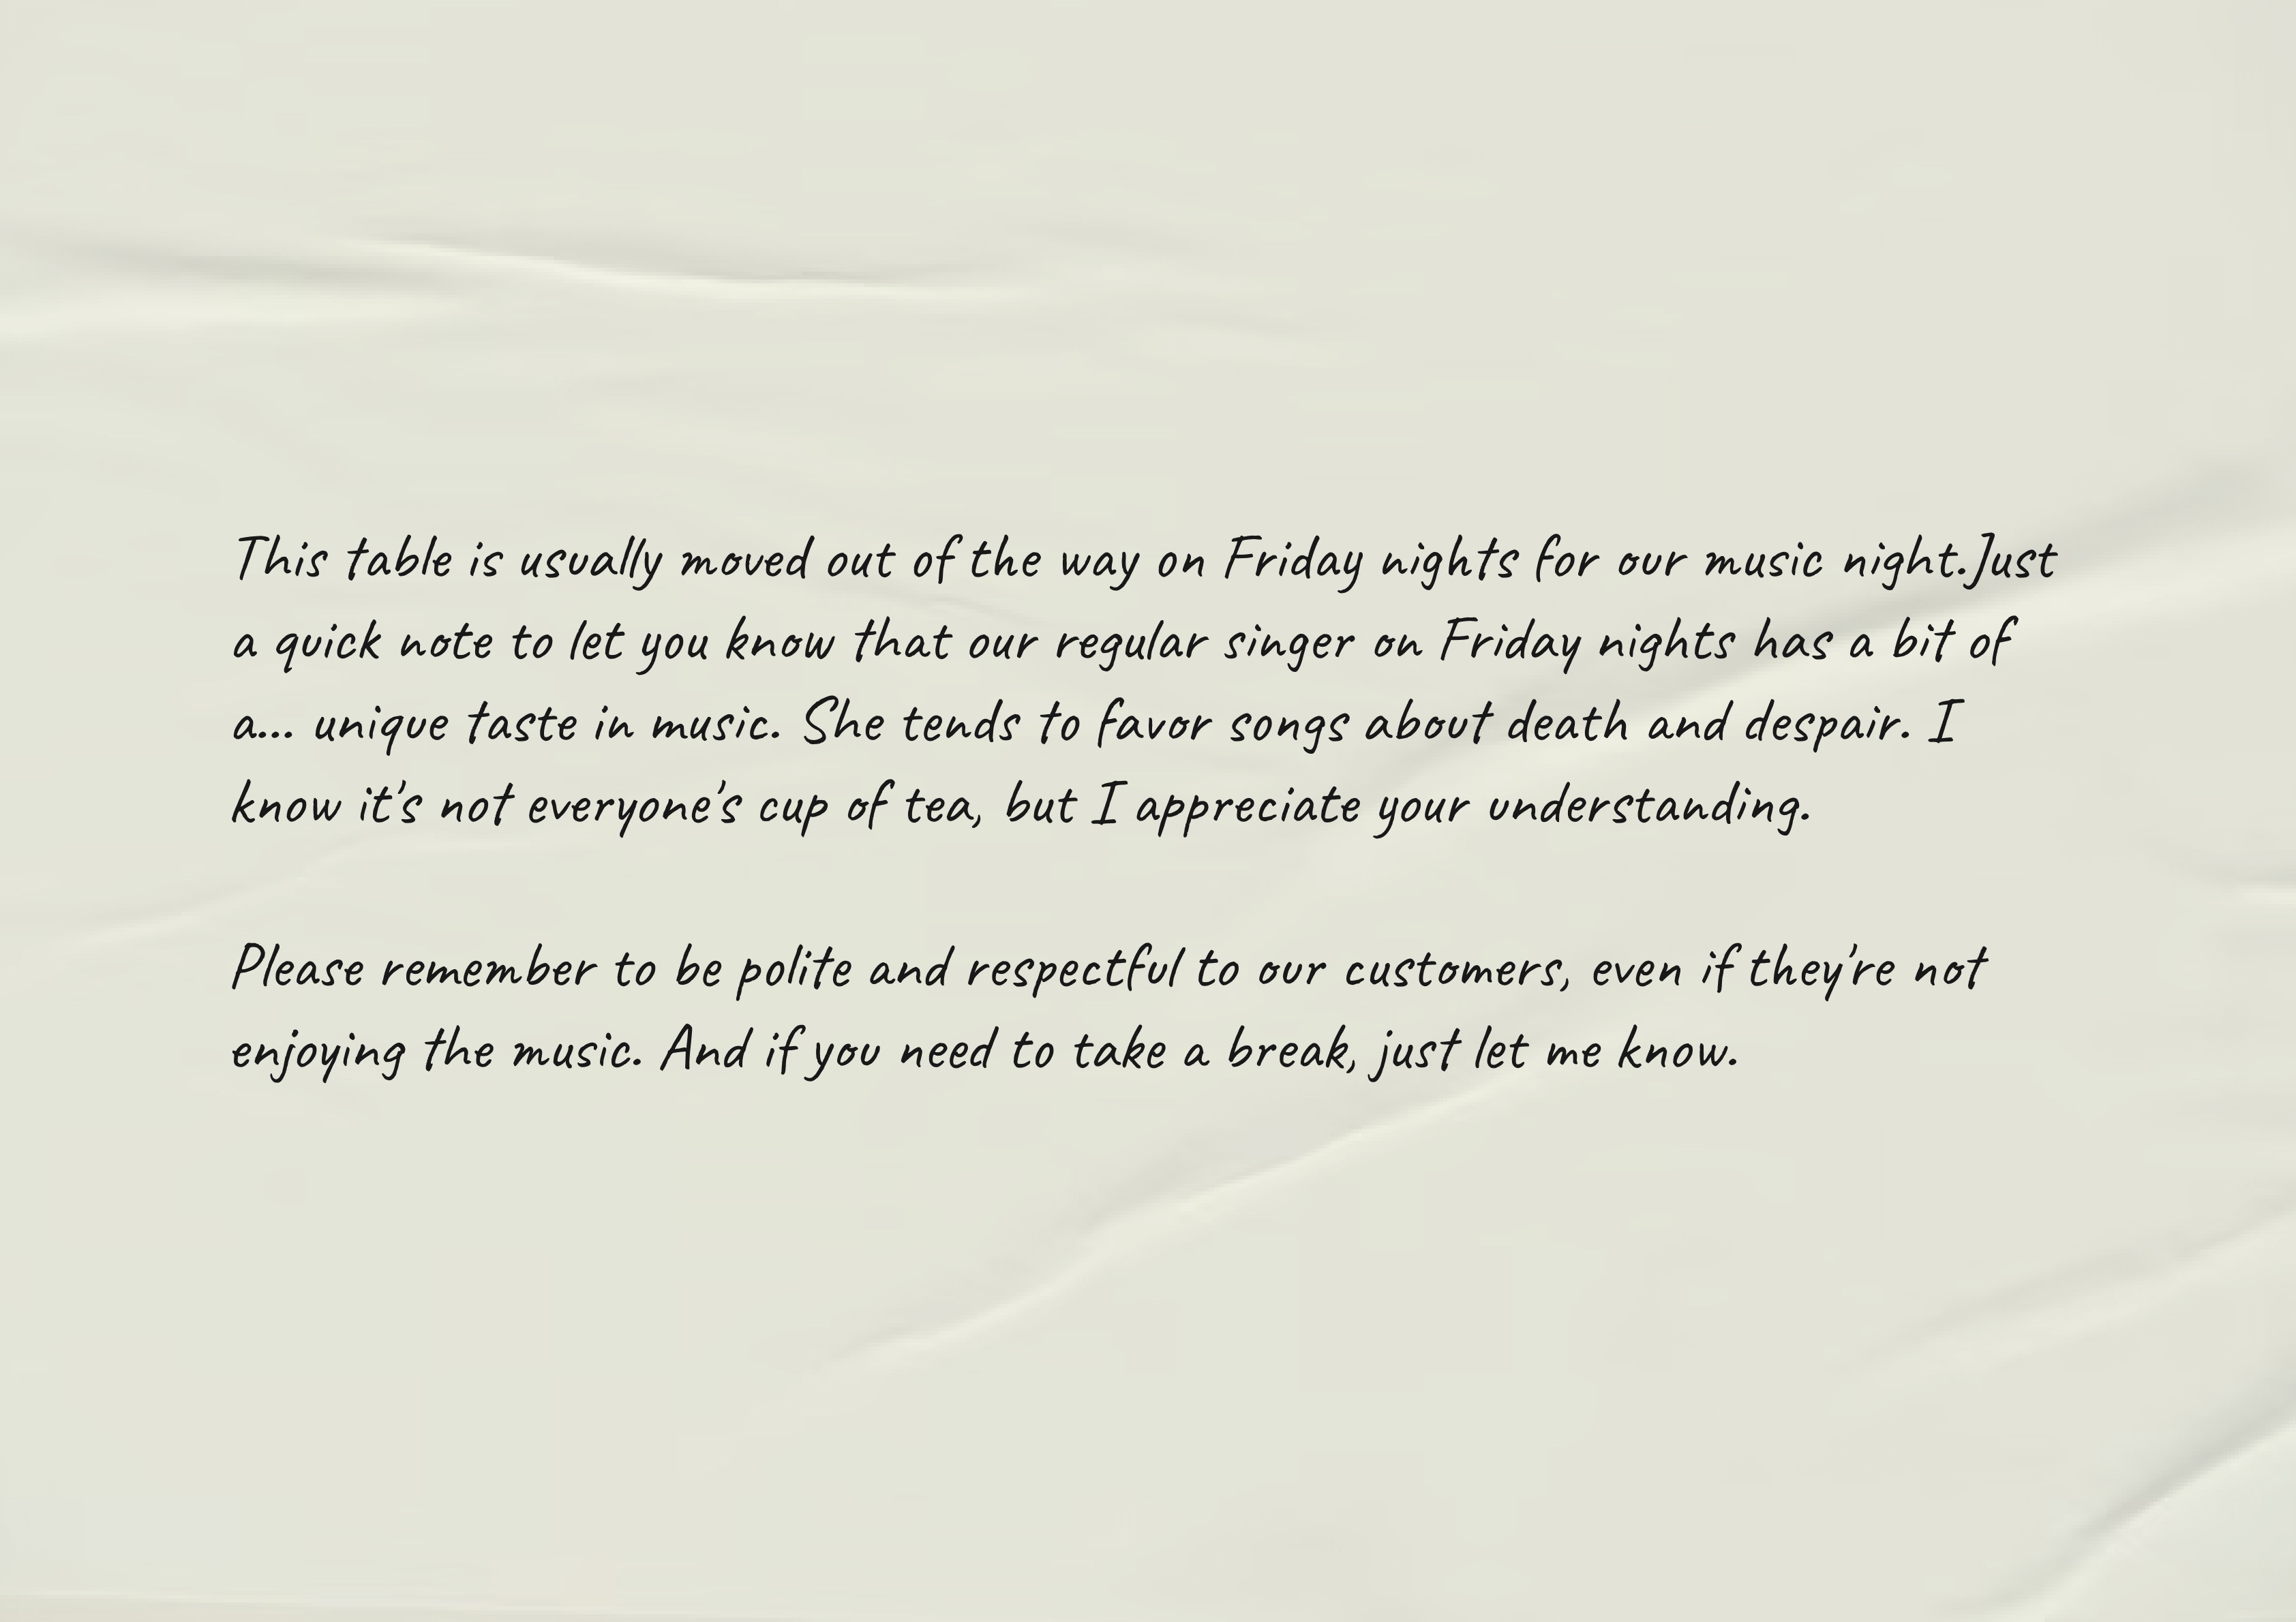 This table is usually moved out of the way on Friday nights for our music night.Just
a quick note to let you know that our regular singer on Friday nights has a bit of
a... unique taste in music. She tends to favor songs about death and despair. I
know it's not everyone's cup of tea, but I appreciate your understanding.
Please remember to be polite and respectful to our customers, even if they're not
enjoying the music. And if you need to take a break, just let me know.